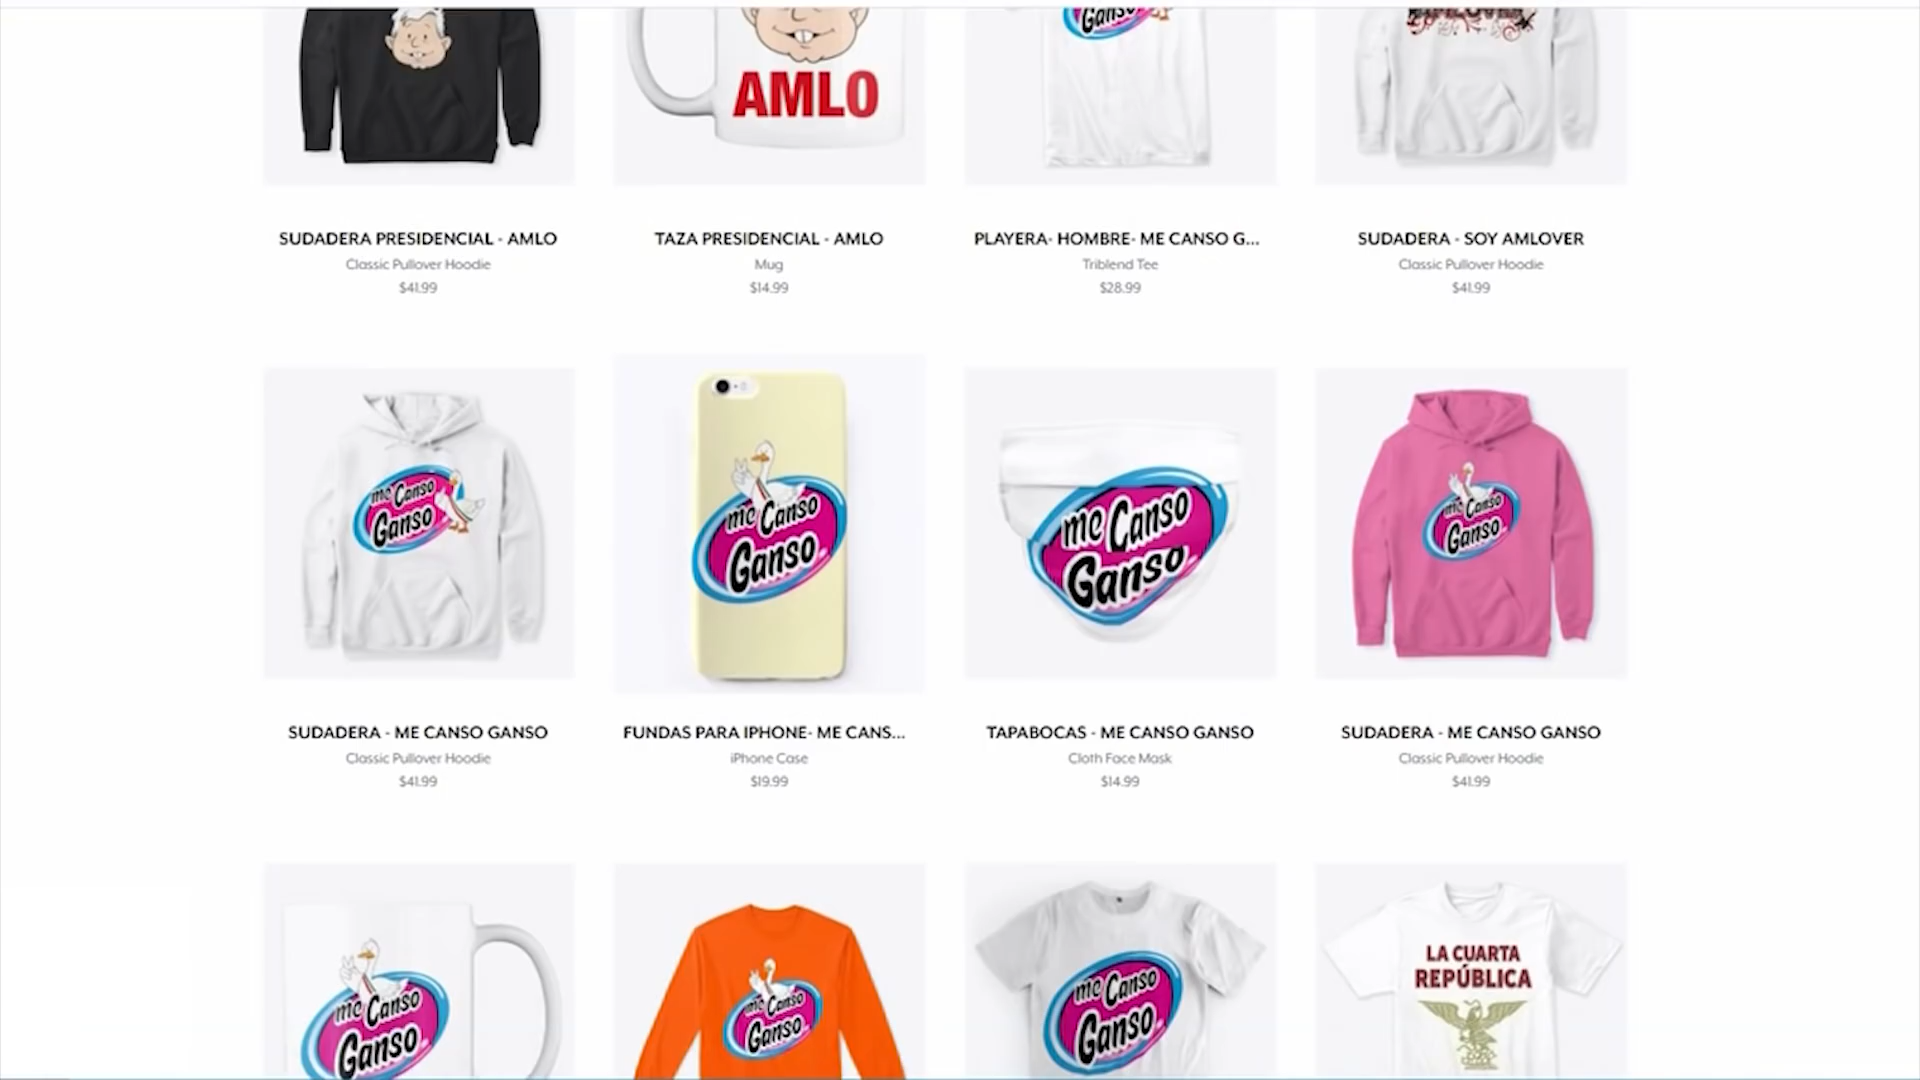 AMLO
Ganso
SUDADERA PRESIDENCIAL - AMLO
Classic Pullover Hoodie
$41.99
TAZA PRESIDENCIAL - AMLO
Mug
$14.99
PLAYERA- HOMBRE- ME CANSO G...
Triblend Tee
$28.99
SUDADERA - SOY AMLOVER
Classic Pullover Hoodie
$41.99
me Canso
Ganso
me Canso
Ganso
me Canso
Ganso
me Canso
Ganso
SUDADERA - ME CANSO GANSO
Classic Pullover Hoodie
$41.99
FUNDAS PARA IPHONE- ME CANS...
iPhone Case
$19.99
TAPABOCAS - ME CANSO GANSO
Cloth Face Mask
$14.99
SUDADERA - ME CANSO GANSO
Classic Pullover Hoodie
$41.99
me Canso
Ganso
me Canso
Ganso
me Canso
Ganso
LA CUARTA
REPÚBLICA